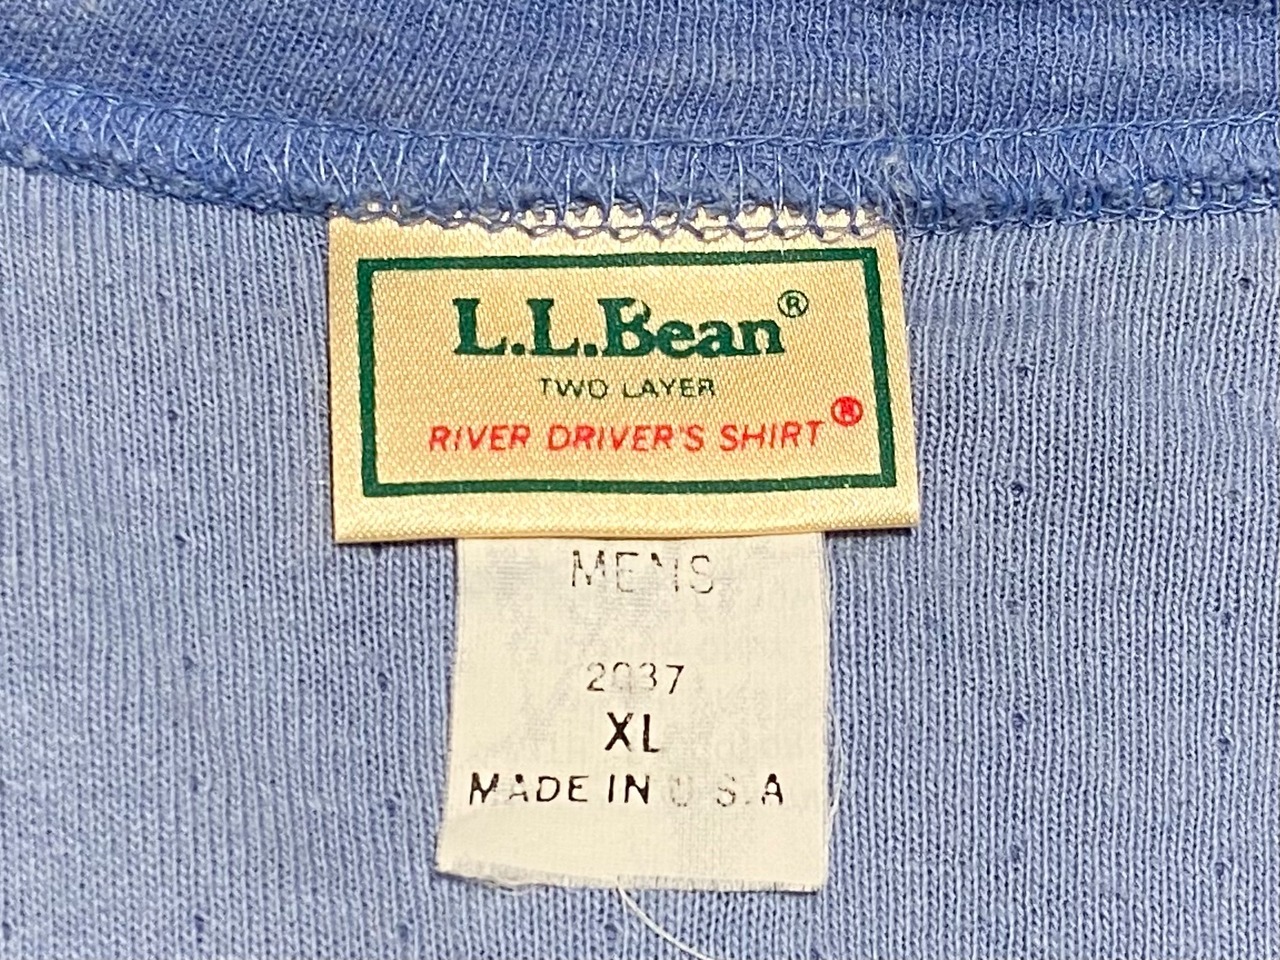 L.L.Bean®
TWO LAYER
RIVER DRIVER'S SHIRT®
MENS
2037
XL
MADE IN U.S.A